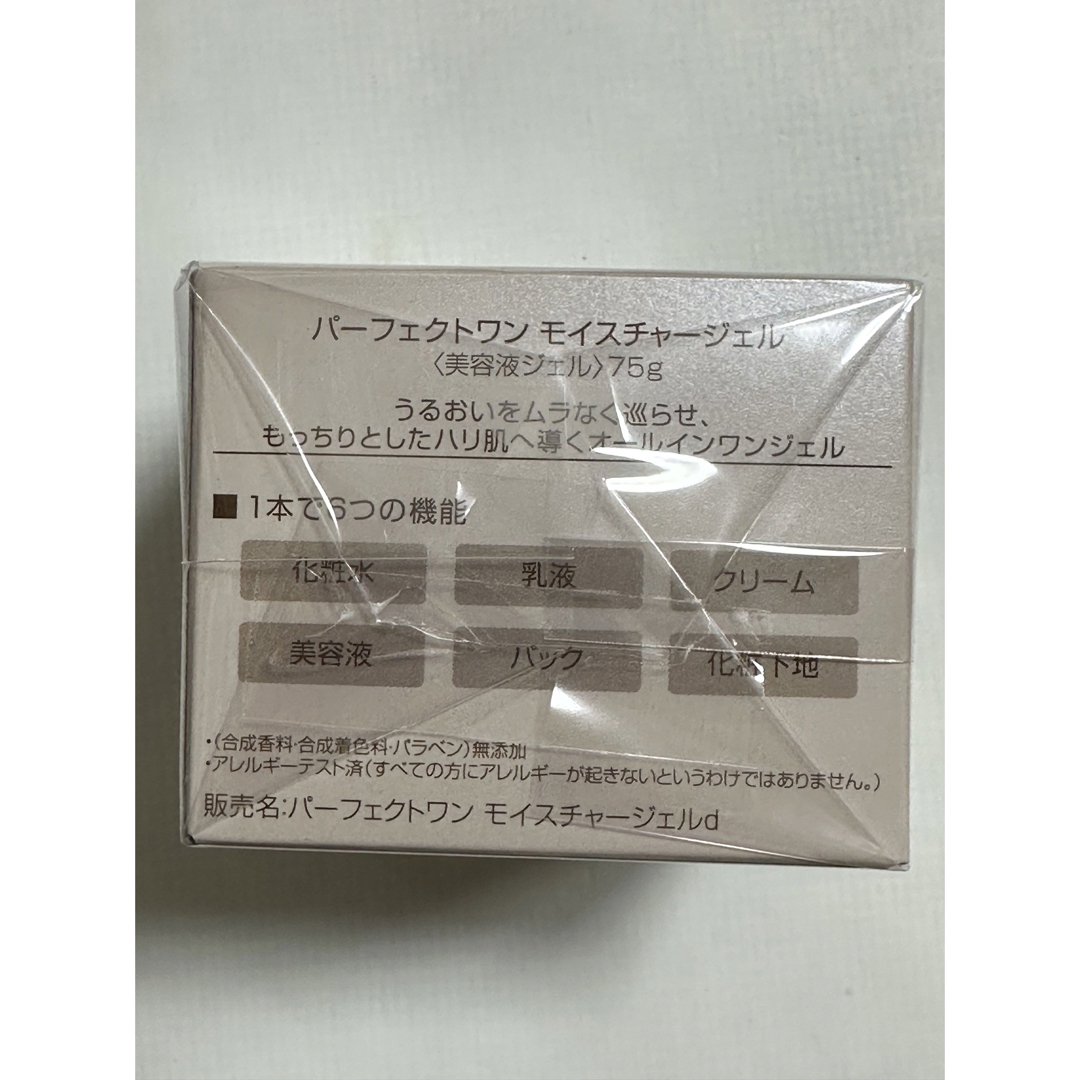 パーフェクトワン モイスチャージェル
〈美容液ジェル〉75g
うるおいをムラなく巡らせ、
もっちりとしたハリ肌へ導くオールインワンジェル
■ 1本で6つの機能
化粧水 乳液 クリーム
美容液 パック 化粧下地
・(合成香料・合成着色料・パラベン)無添加
・アレルギーテスト済(すべての方にアレルギーが起きないというわけではありません。)
販売名:パーフェクトワン モイスチャージェルd